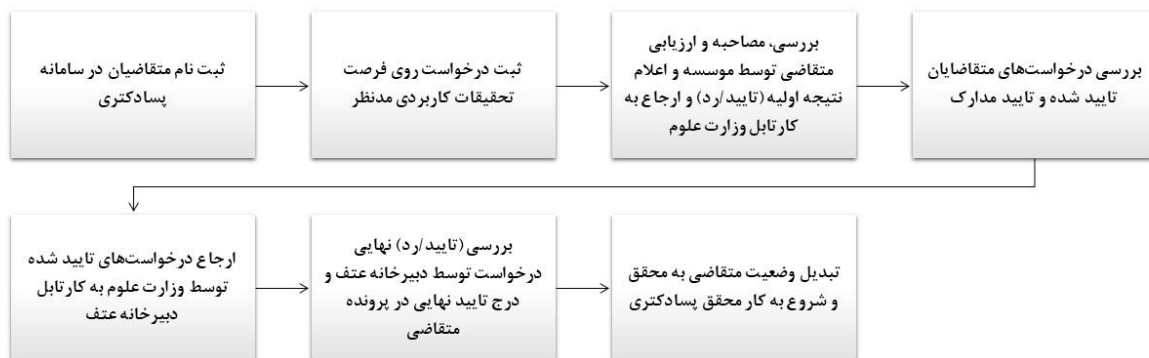 ثبت نام متقاضیان در سامانه
پسادکتری
ثبت درخواست روی فرصت
تحقیقات کاربردی مدنظر
بررسی، مصاحبه و ارزیابی
متقاضی توسط موسسه و اعلام
نتیجه اولیه (تایید/رد) و ارجاع به
کارتابل وزارت علوم
بررسی درخواست‌های متقاضایان
تایید شده و تایید مدارک
ارجاع درخواست‌های تایید شده
توسط وزارت علوم به کارتابل
دبیرخانه عتف
بررسی (تایید/رد) نهایی
درخواست توسط دبیرخانه عتف و
درج تایید نهایی در پرونده
متقاضی
تبدیل وضعیت متقاضی به محقق
و شروع به کار محقق پسادکتری